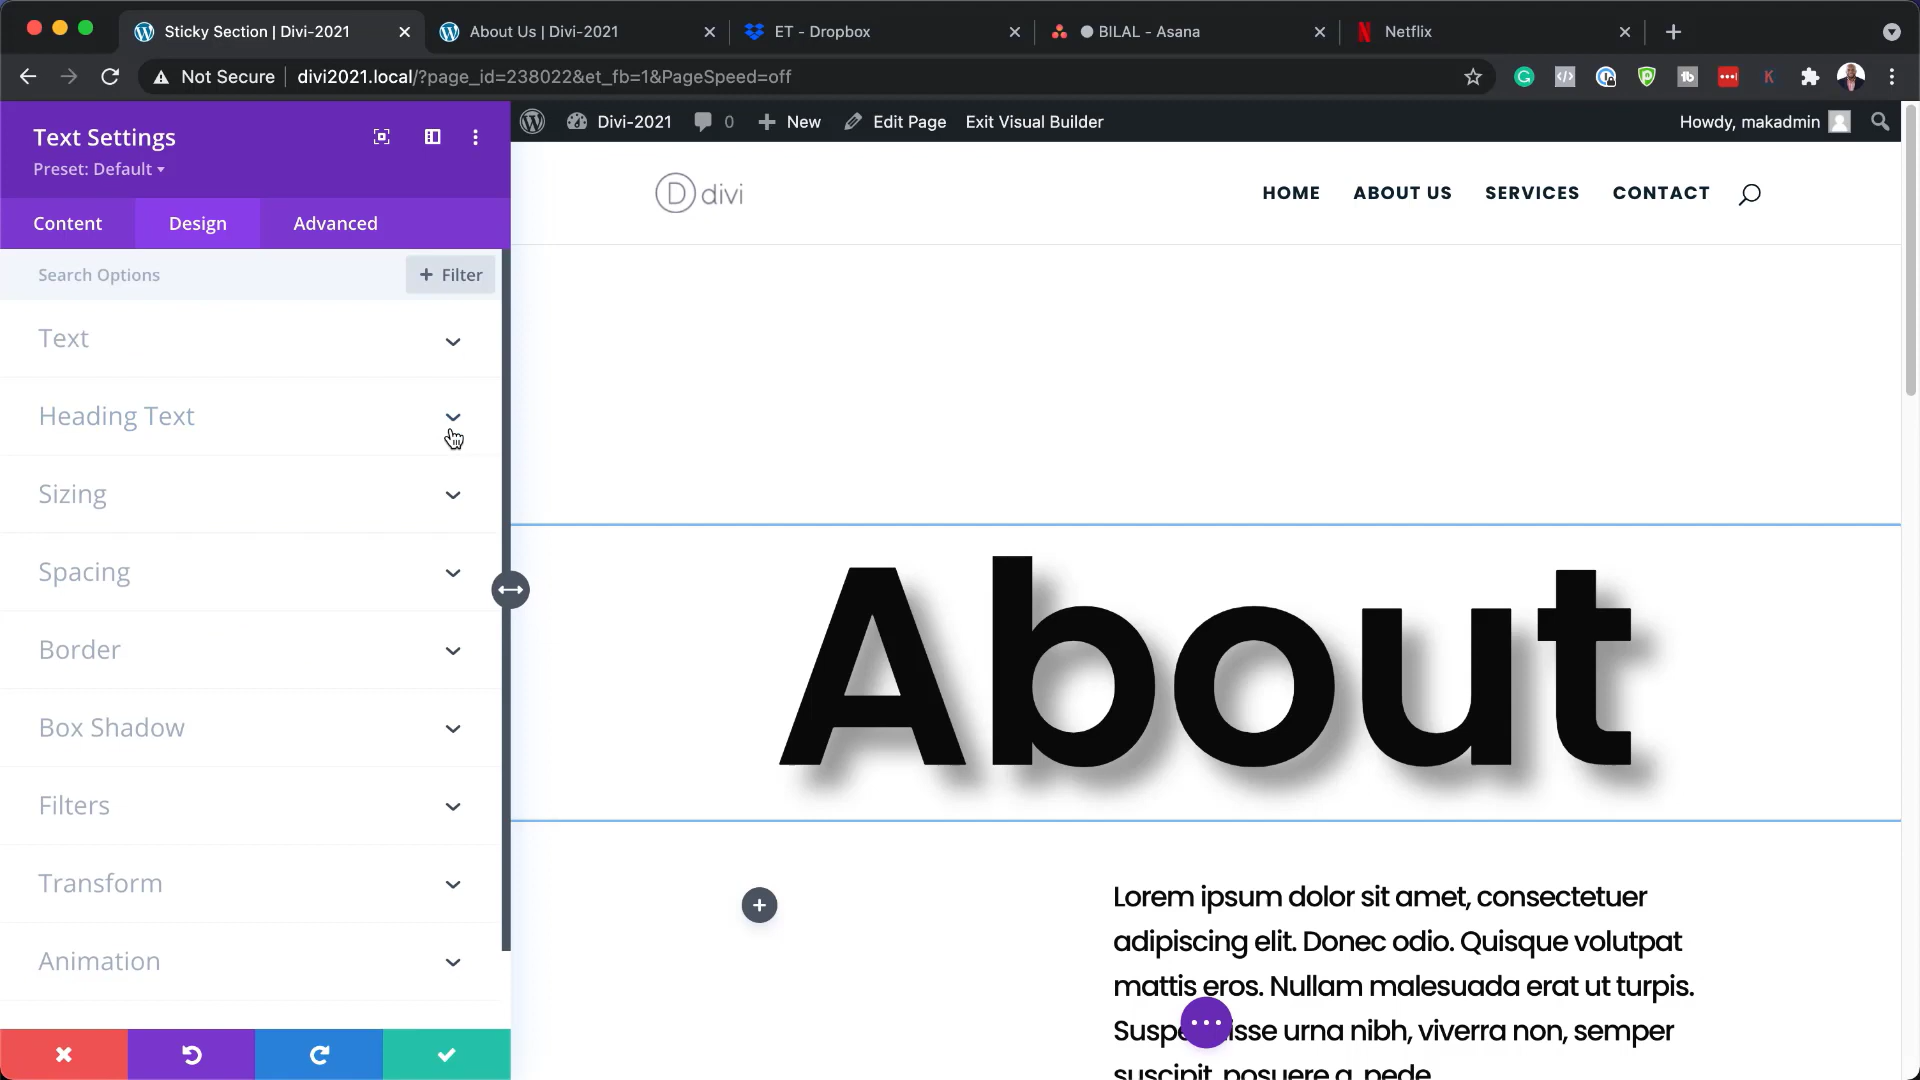 Sticky Section | Divi-2021
About Us | Divi-2021
ET - Dropbox
BILAL - Asana
Netflix
Not Secure
divi2021.local/?page_id=238022&et_fb=1&PageSpeed=off
Text Settings
Preset: Default
Content
Design
Advanced
Search Options
+ Filter
Text
Heading Text
Sizing
Spacing
Border
Box Shadow
Filters
Transform
Animation
Divi-2021
0
New
Edit Page
Exit Visual Builder
Howdy, makadmin
D divi
HOME
ABOUT US
SERVICES
CONTACT
About
Lorem ipsum dolor sit amet, consectetuer
adipiscing elit. Donec odio. Quisque volutpat
mattis eros. Nullam malesuada erat ut turpis.
urna nibh, viverra non, semper
suscipit, posuere a, pede.